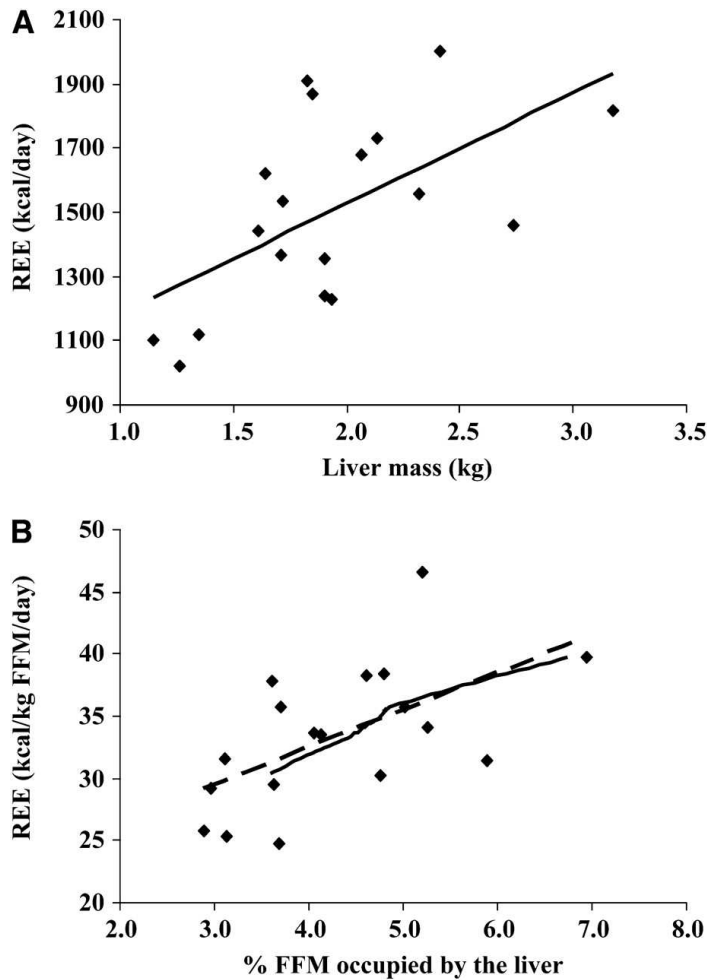 A
2100
1900
1700
1500
1300
1100
900
REE (kcal/day)
1.0 1.5 2.0 2.5 3.0 3.5
Liver mass (kg)
B
50
45
40
35
30
25
20
REE (kcal/kg FFM/day)
2.0 3.0 4.0 5.0 6.0 7.0 8.0
% FFM occupied by the liver